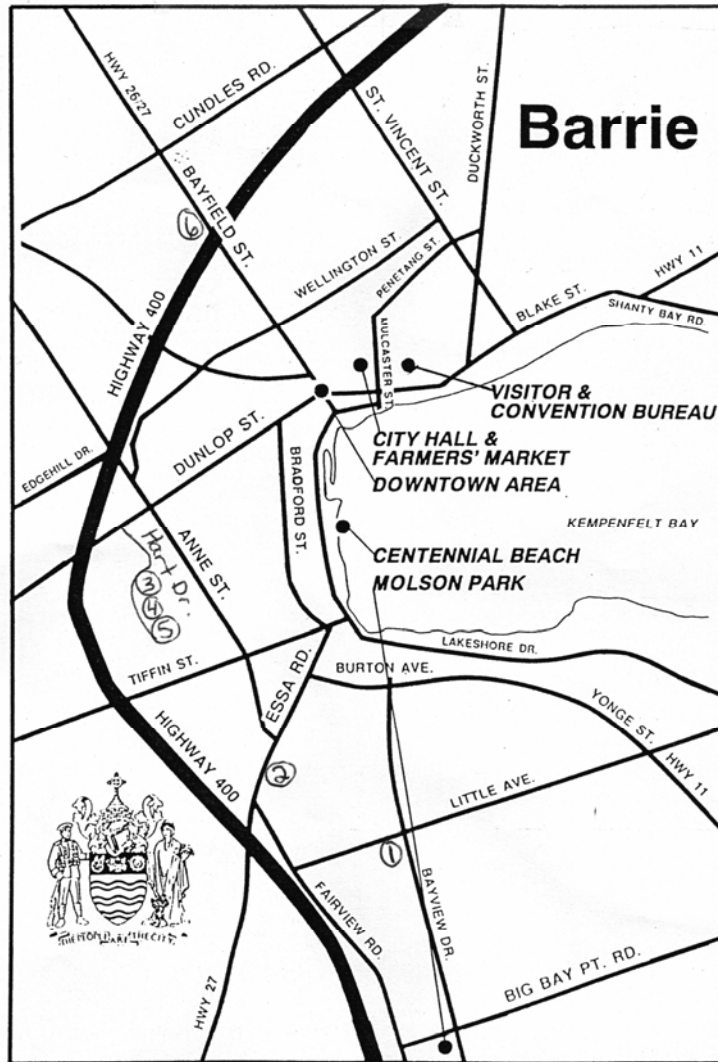 Barrie
HWY 26/27
CUNDLES RD.
ST. VINCENT ST.
DUCKWORTH ST.
BAYFIELD ST.
6
WELLINGTON ST.
PENETANG ST.
HWY 11
BLAKE ST.
SHANTY BAY RD.
HIGHWAY 400
MULCASTER ST.
VISITOR &
CONVENTION BUREAU
DUNLOP ST.
CITY HALL &
FARMERS' MARKET
EDGEHILL DR.
BRADFORD ST.
DOWNTOWN AREA
KEMPENFELT BAY
ANNE ST.
Hart Dr.
3
4
5
CENTENNIAL BEACH
MOLSON PARK
LAKESHORE DR.
TIFFIN ST.
ESSA RD.
BURTON AVE.
YONGE ST.
HIGHWAY 400
2
HWY 11
LITTLE AVE.
1
FAIRVIEW RD.
BAYVIEW DR.
BIG BAY PT. RD.
HWY 27